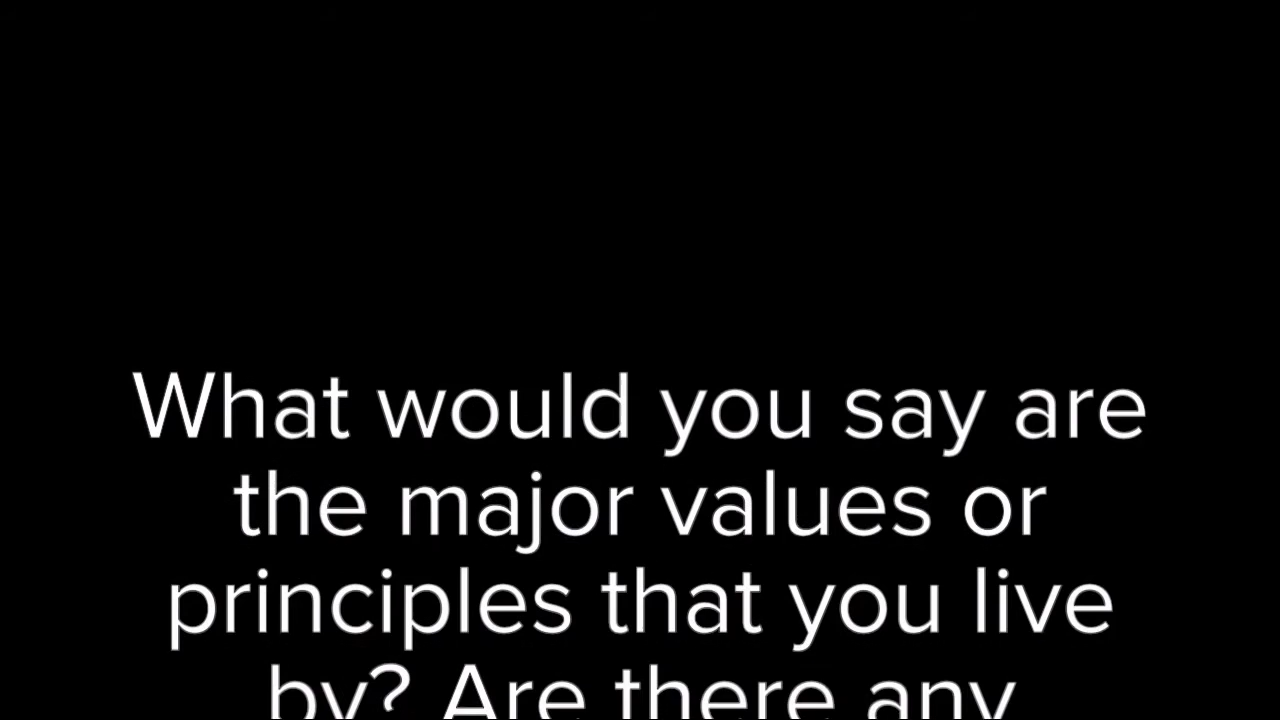 What would you say are
the major values or
principles that you live
by? Are there any